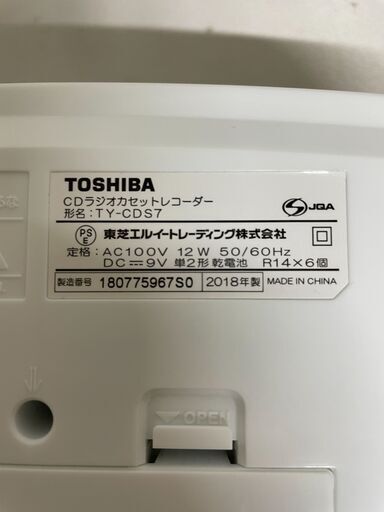 TOSHIBA
CDラジオカセットレコーダー
形名：TY-CDS7
JQA
PSE
東芝エルイートレーディング株式会社
定格：AC100V 12W 50/60Hz
DC⎓9V 単2形乾電池 R14×6個
製造番号 180775967S0 2018年製 MADE IN CHINA
OPEN